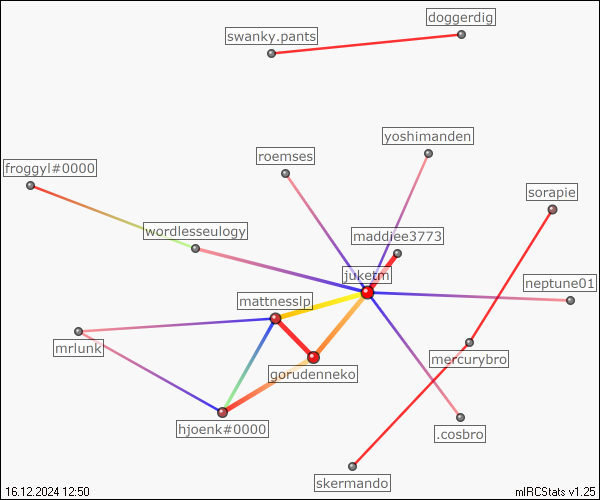 doggerdig
swanky.pants
yoshimanden
roemses
froggyl#0000
sorapie
wordlesseulogy
maddiee3773
juketm
neptune01
mattnesslp
mrlunk
mercurybro
gorudenneko
hjoenk#0000
.cosbro
skermando
16.12.2024 12:50
mIRCStats v1.25